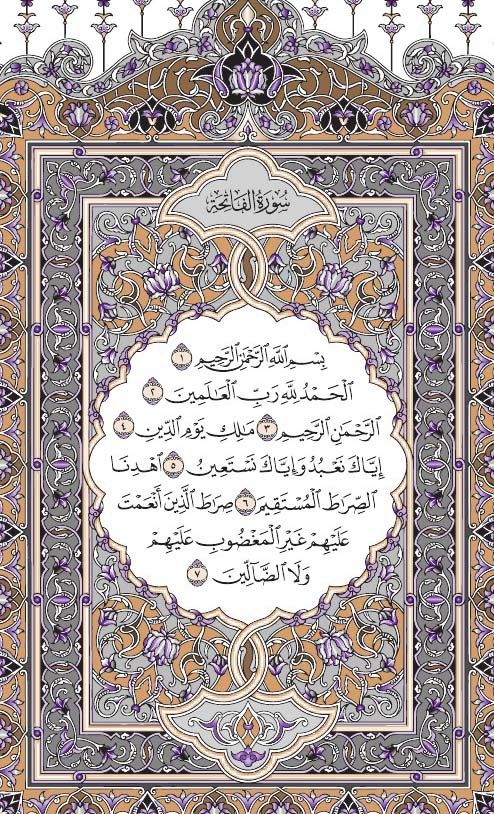 سُورَةُ الفَاتِحَةِ
بِسْمِ ٱللَّهِ ٱلرَّحْمَٰنِ ٱلرَّحِيمِ ١
ٱلْحَمْدُ لِلَّهِ رَبِّ ٱلْعَٰلَمِينَ ٢
ٱلرَّحْمَٰنِ ٱلرَّحِيمِ ٣ مَٰلِكِ يَوْمِ ٱلدِّينِ ٤
إِيَّاكَ نَعْبُدُ وَإِيَّاكَ نَسْتَعِينُ ٥ ٱهْدِنَا
ٱلصِّرَٰطَ ٱلْمُسْتَقِيمَ ٦ صِرَٰطَ ٱلَّذِينَ أَنْعَمْتَ
عَلَيْهِمْ غَيْرِ ٱلْمَغْضُوبِ عَلَيْهِمْ
وَلَا ٱلضَّآلِّينَ ٧